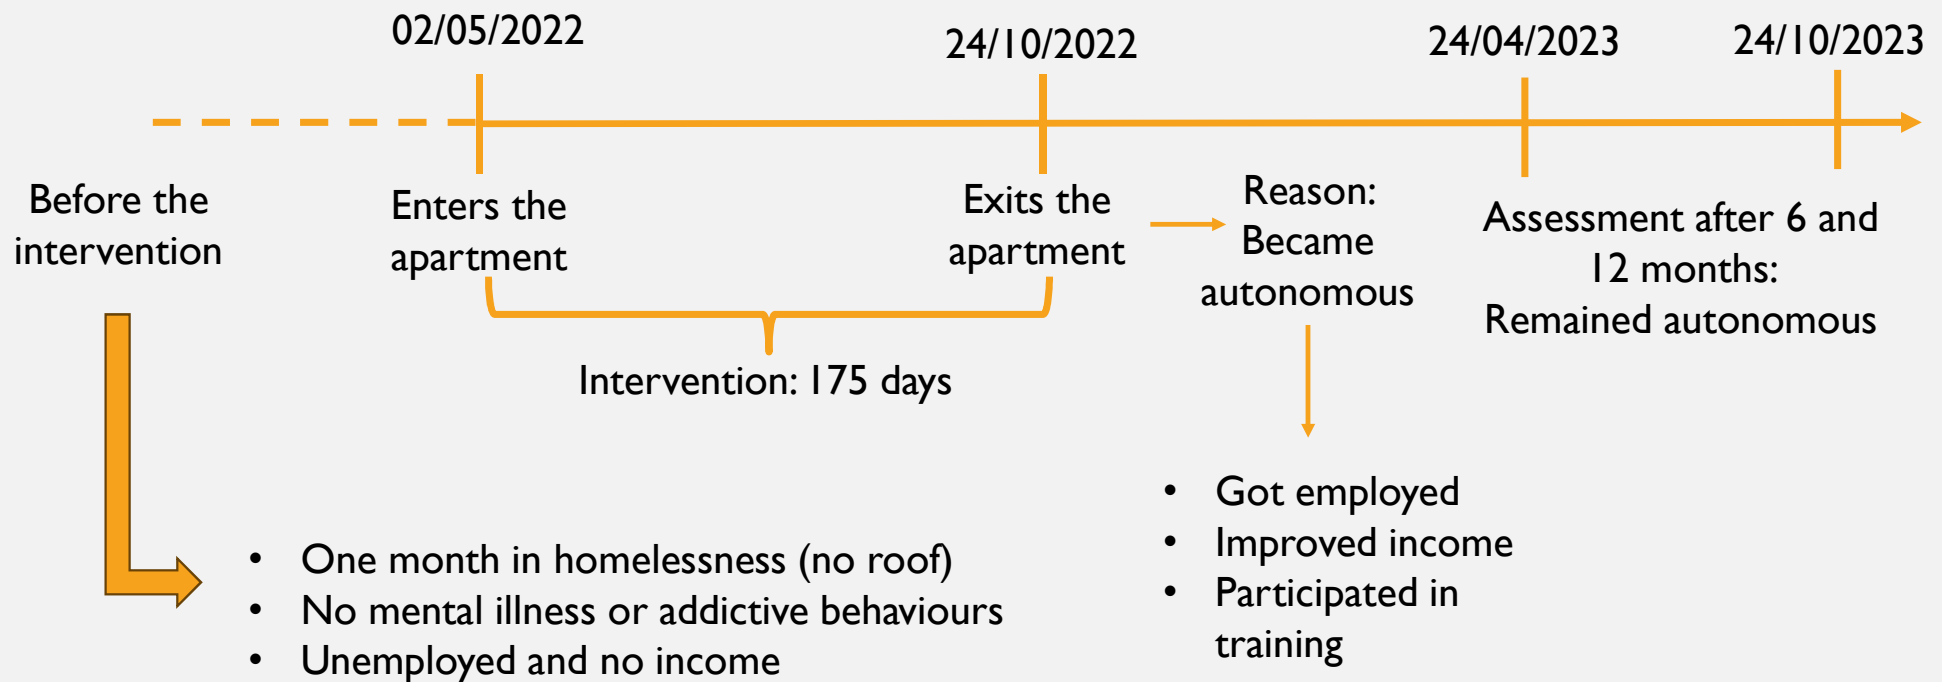 02/05/2022
24/10/2022
24/04/2023
24/10/2023
Before the
intervention
Enters the
apartment
Exits the
apartment
Reason:
Became
autonomous
Assessment after 6 and
12 months:
Remained autonomous
Intervention: 175 days
• One month in homelessness (no roof)
• No mental illness or addictive behaviours
• Unemployed and no income
• Got employed
• Improved income
• Participated in
training